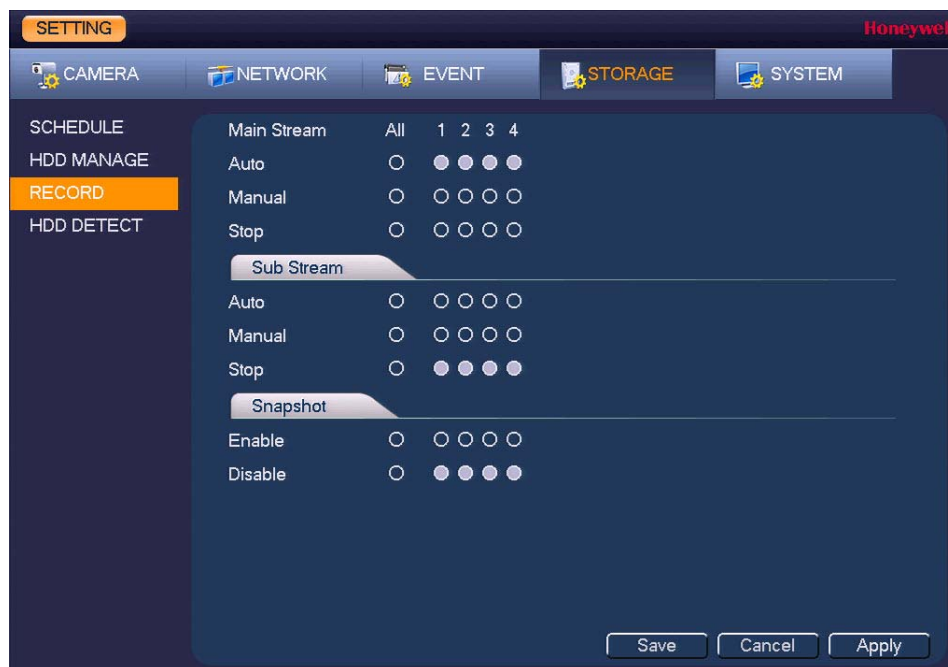 SETTING
Honeywel
CAMERA NETWORK EVENT STORAGE SYSTEM
SCHEDULE
HDD MANAGE
RECORD
HDD DETECT
Main Stream All 1 2 3 4
Auto
Manual
Stop
Sub Stream
Auto
Manual
Stop
Snapshot
Enable
Disable
Save Cancel Apply